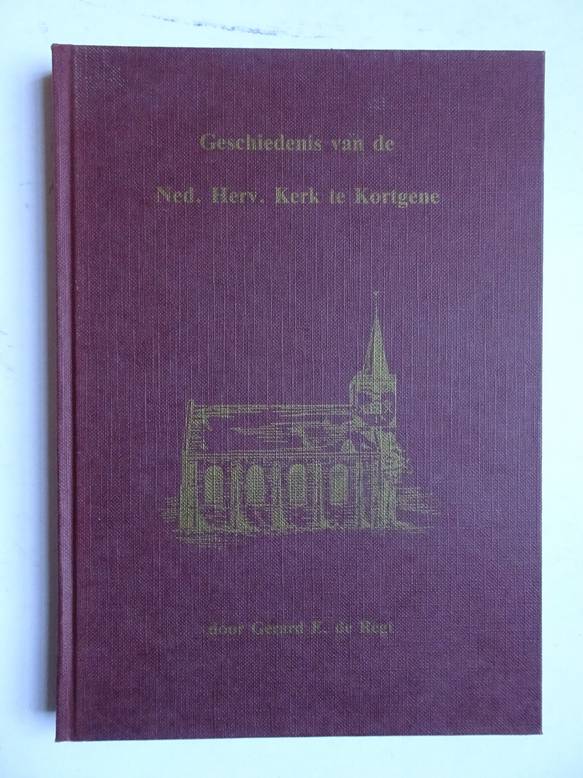 Geschiedenis van de
Ned. Herv. Kerk te Kortgene
door Gerard E. de Regt